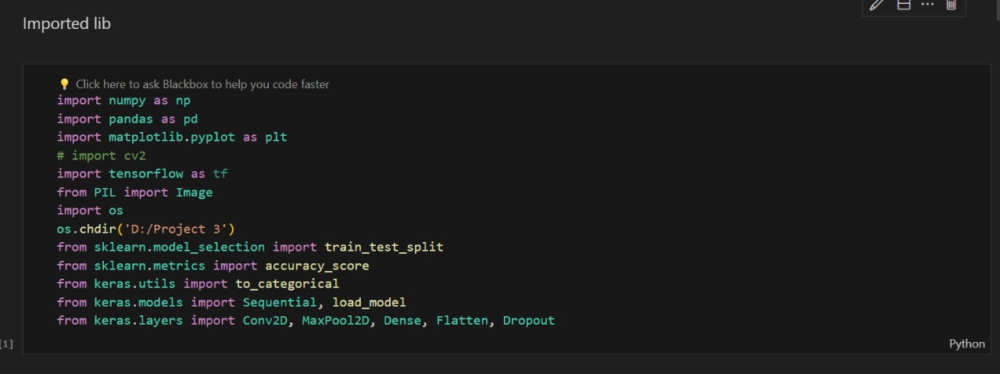 Imported lib
💡 Click here to ask Blackbox to help you code faster
import numpy as np
import pandas as pd
import matplotlib.pyplot as plt
# import cv2
import tensorflow as tf
from PIL import Image
import os
os.chdir('D:/Project 3')
from sklearn.model_selection import train_test_split
from sklearn.metrics import accuracy_score
from keras.utils import to_categorical
from keras.models import Sequential, load_model
from keras.layers import Conv2D, MaxPool2D, Dense, Flatten, Dropout
[1]
Python